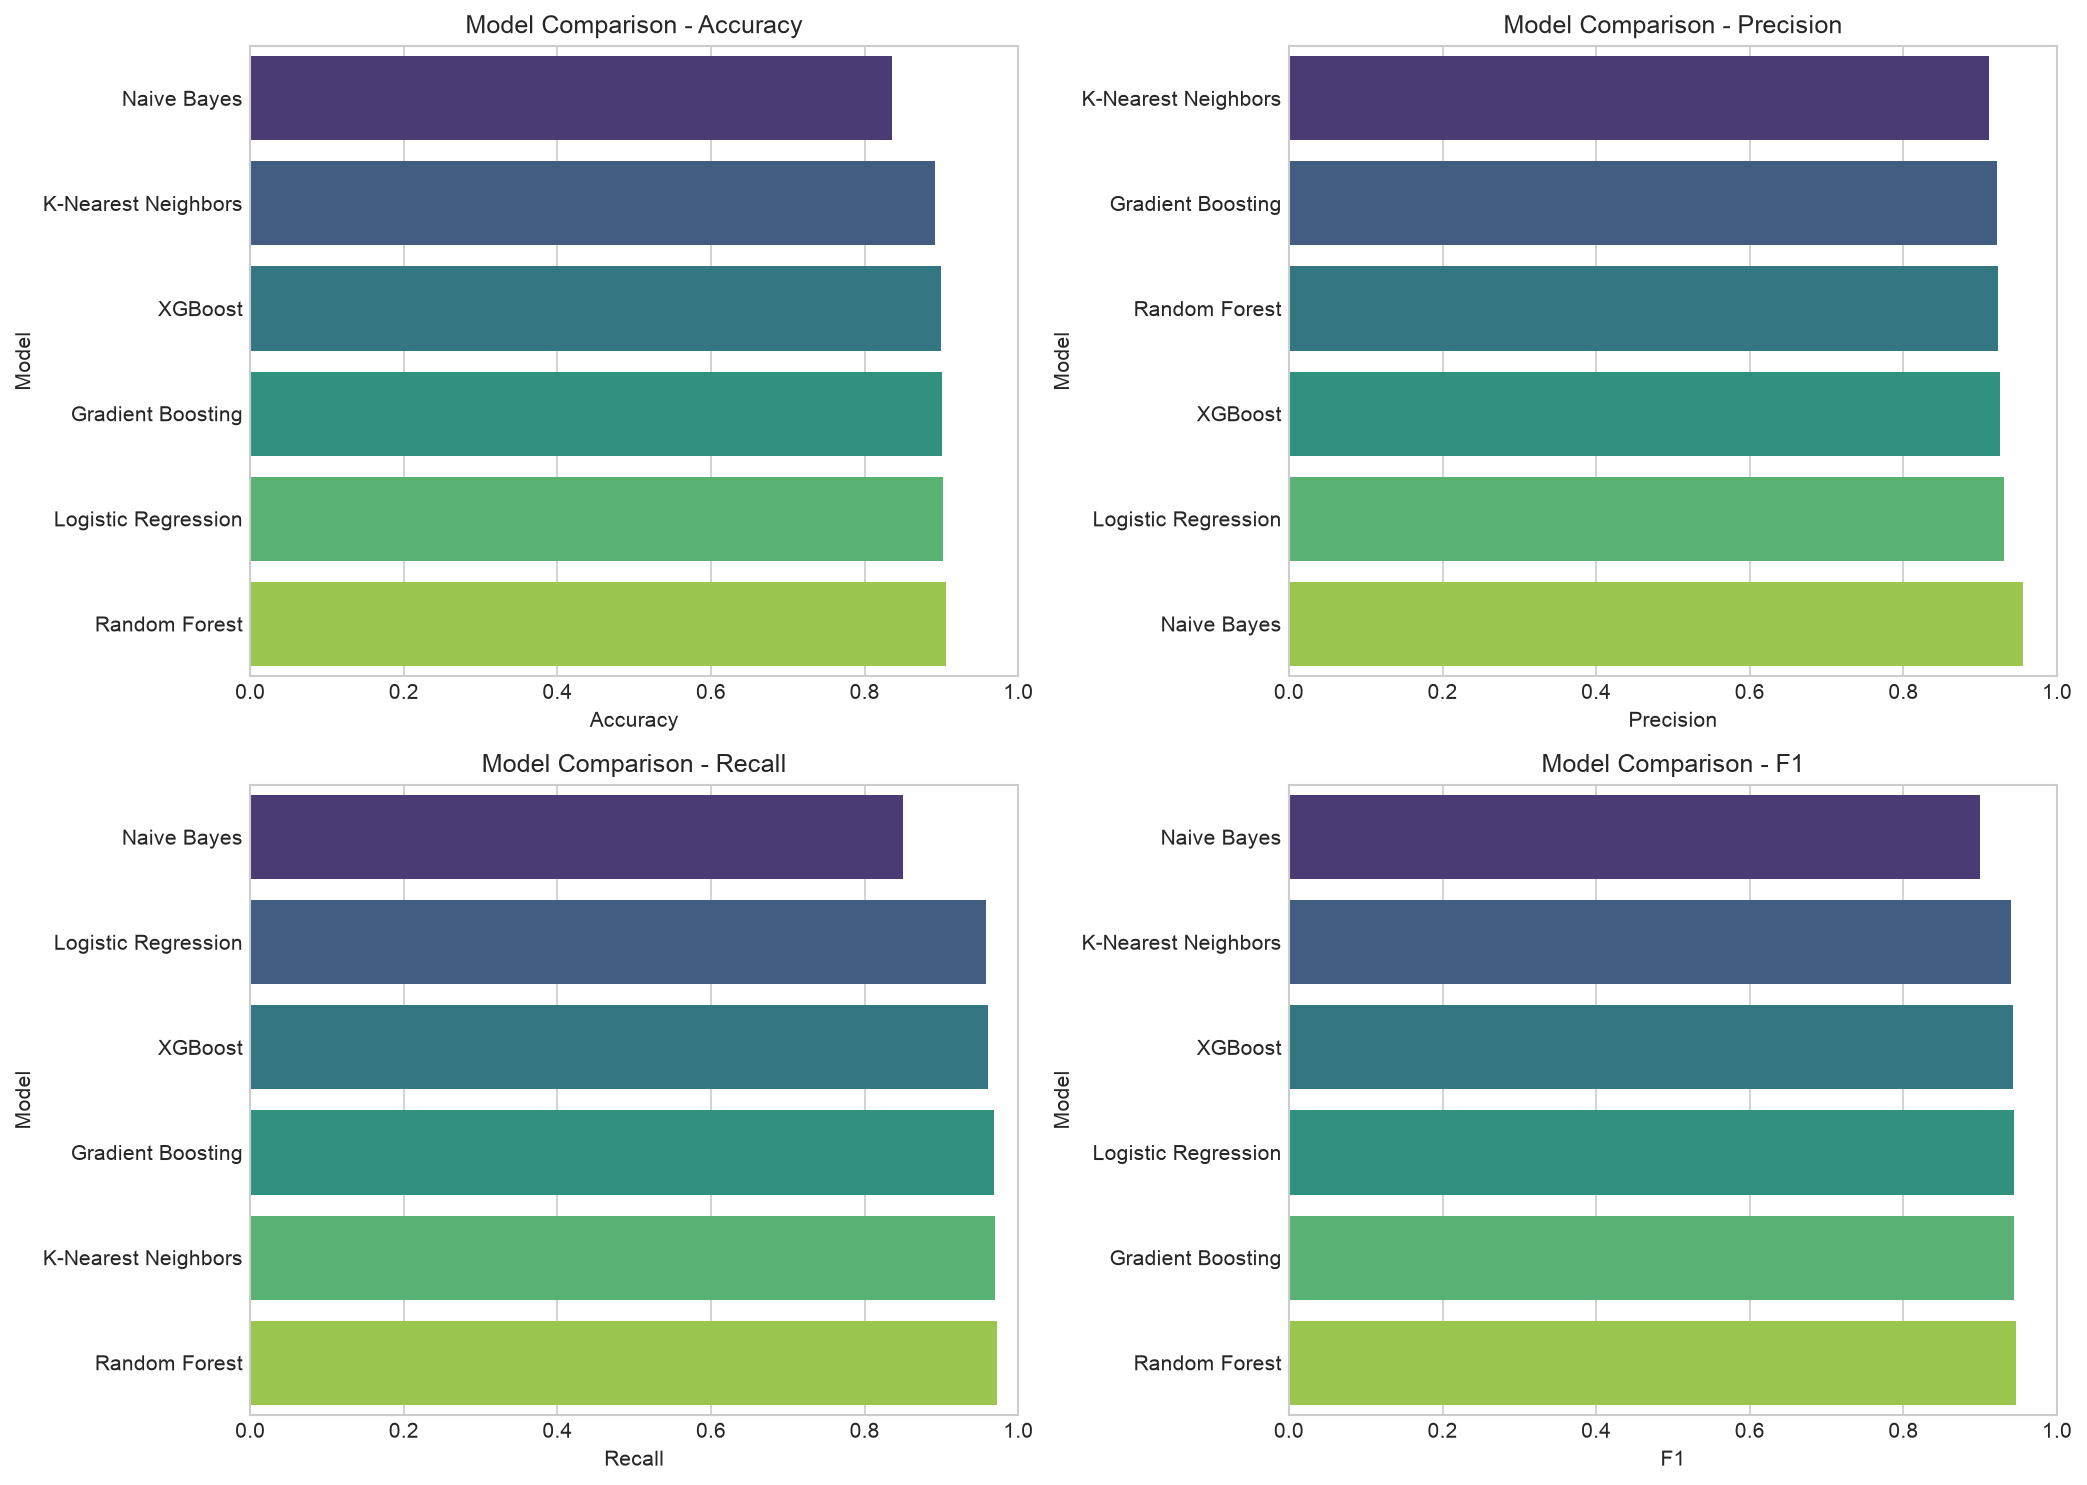 Model Comparison - Accuracy
Model
Naive Bayes
K-Nearest Neighbors
XGBoost
Gradient Boosting
Logistic Regression
Random Forest
0.0 0.2 0.4 0.6 0.8 1.0
Accuracy
Model Comparison - Precision
Model
K-Nearest Neighbors
Gradient Boosting
Random Forest
XGBoost
Logistic Regression
Naive Bayes
0.0 0.2 0.4 0.6 0.8 1.0
Precision
Model Comparison - Recall
Model
Naive Bayes
Logistic Regression
XGBoost
Gradient Boosting
K-Nearest Neighbors
Random Forest
0.0 0.2 0.4 0.6 0.8 1.0
Recall
Model Comparison - F1
Model
Naive Bayes
K-Nearest Neighbors
XGBoost
Logistic Regression
Gradient Boosting
Random Forest
0.0 0.2 0.4 0.6 0.8 1.0
F1